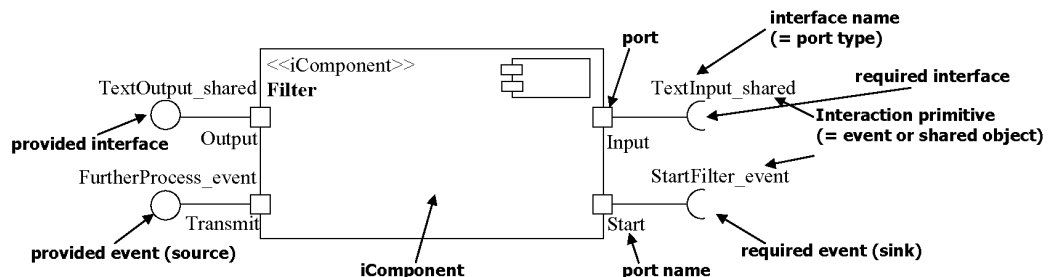 interface name
(= port type)
port
<<iComponent>>
Filter
required interface
TextOutput_shared
TextInput_shared
Interaction primitive
(= event or shared object)
provided interface
Output
Input
FurtherProcess_event
StartFilter_event
Transmit
Start
provided event (source)
required event (sink)
iComponent
port name